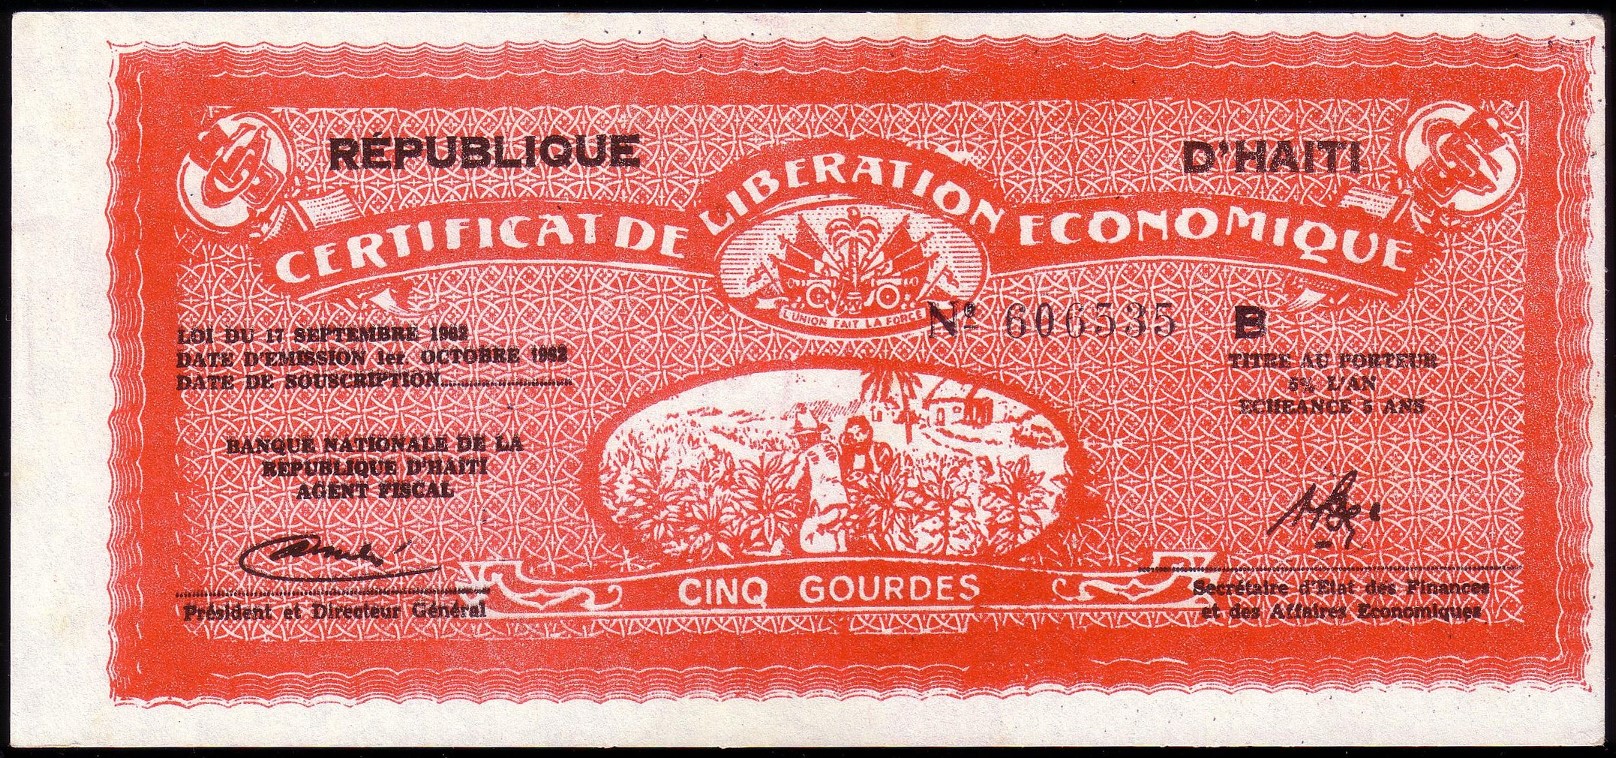 RÉPUBLIQUE D'HAITI
CERTIFICAT DE LIBERATION ECONOMIQUE
L'UNION FAIT LA FORCE
Nº 606535 B
LOI DU 17 SEPTEMBRE 1962
DATE D'EMISSION 1er. OCTOBRE 1962
DATE DE SOUSCRIPTION....................
TITRE AU PORTEUR
5% L'AN
ECHEANCE 5 ANS
BANQUE NATIONALE DE LA
REPUBLIQUE D'HAITI
AGENT FISCAL
Président et Directeur Général
CINQ GOURDES
Secrétaire d'Etat des Finances
et des Affaires Economiques